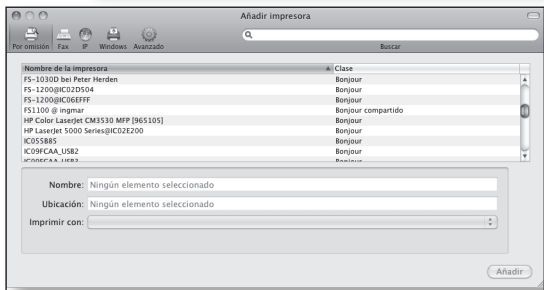 Añadir impresora
Por omisión Fax IP Windows Avanzado Buscar
Nombre de la impresora Clase
FS-1030D bei Peter Herden Bonjour
FS-1200@IC02D504 Bonjour
FS-1200@IC06EFFF Bonjour
FS1100 @ ingmar Bonjour compartido
HP Color LaserJet CM3530 MFP [965105] Bonjour
HP LaserJet 5000 Series@IC02E200 Bonjour
IC055B85 Bonjour
IC09FCAA_USB2 Bonjour
IC09FCAA_USB3 Bonjour
Nombre: Ningún elemento seleccionado
Ubicación: Ningún elemento seleccionado
Imprimir con:
Añadir